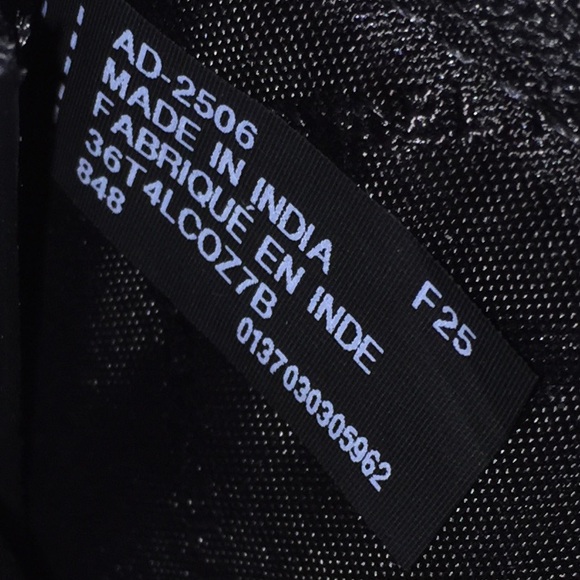 AD-2506
MADE IN INDIA
FABRIQUÉ EN INDE
36T4LCOZ7B
848
F25
0137030305962